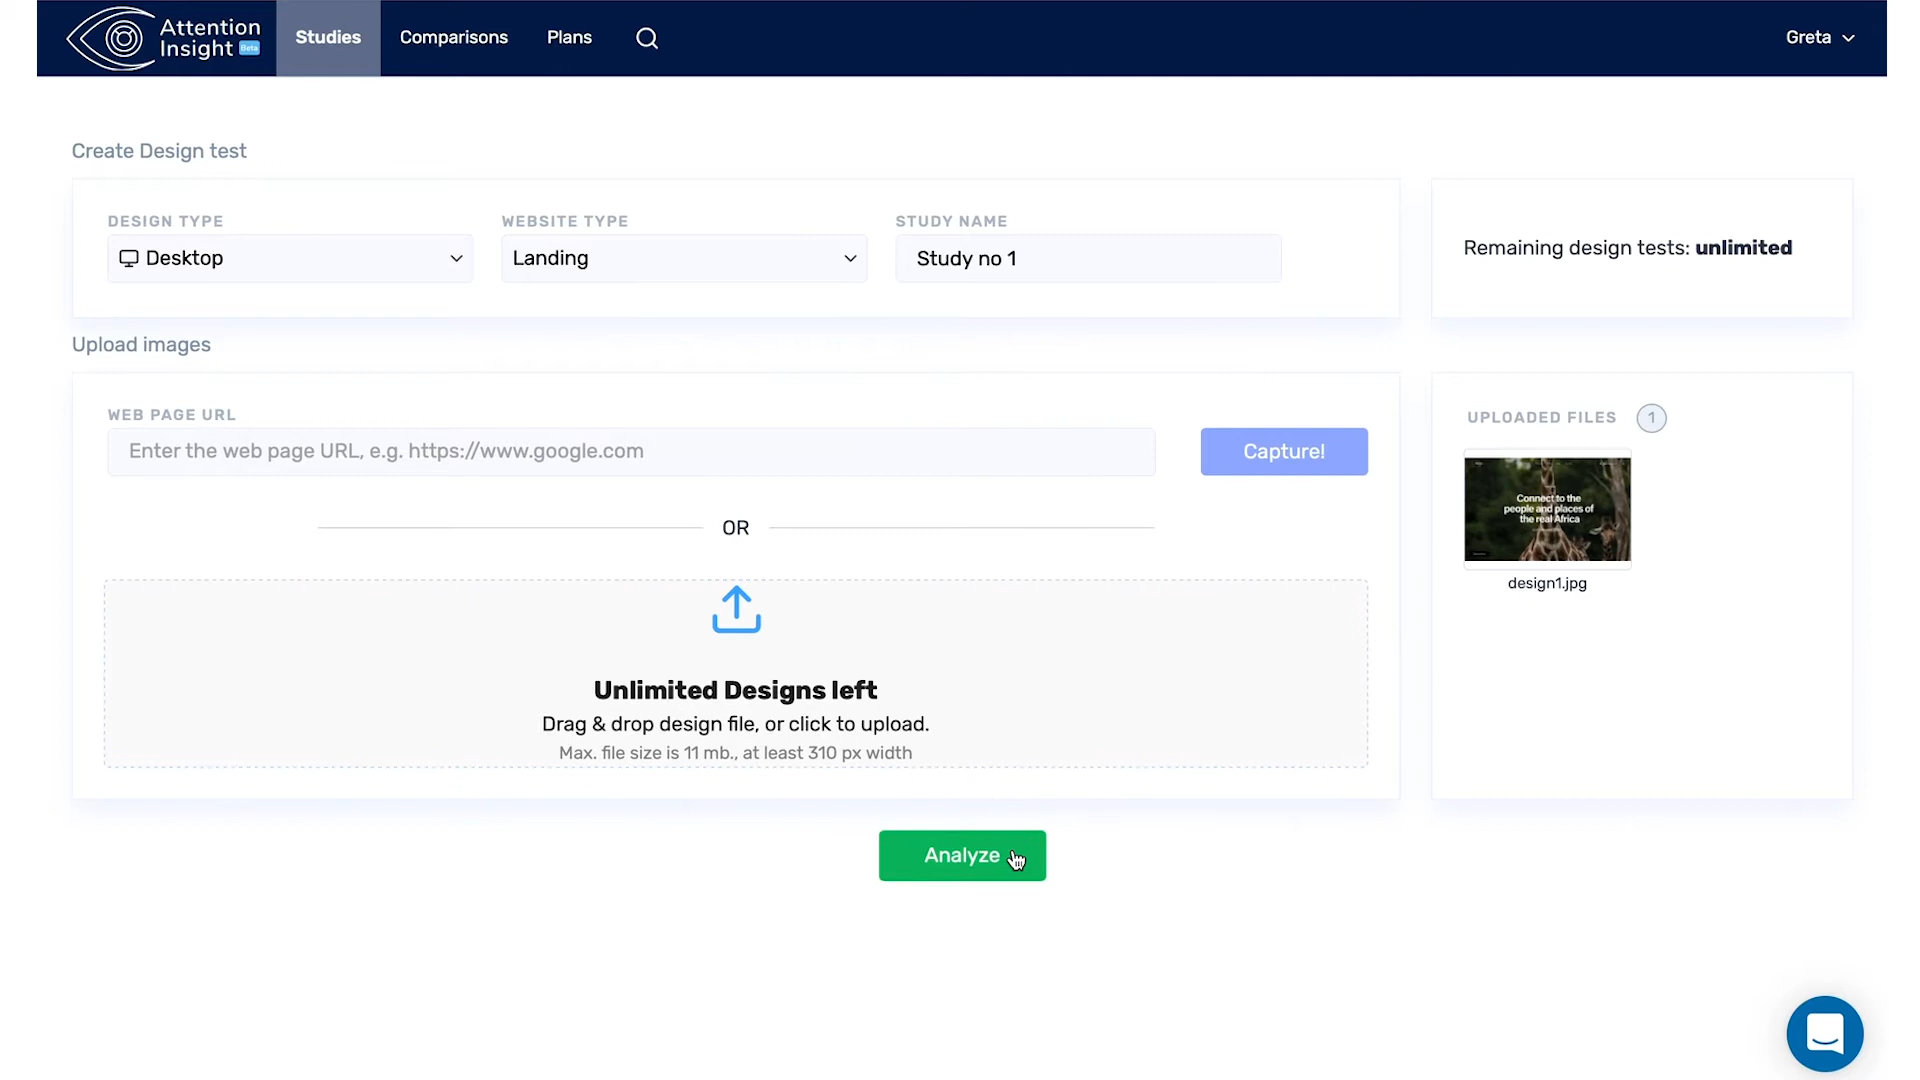 Attention
Insight Beta
Studies
Comparisons
Plans
Greta
Create Design test
DESIGN TYPE
WEBSITE TYPE
STUDY NAME
Desktop
Landing
Study no 1
Remaining design tests: unlimited
Upload images
WEB PAGE URL
Enter the web page URL, e.g. https://www.google.com
Capture!
OR
Unlimited Designs left
Drag & drop design file, or click to upload.
Max. file size is 11 mb., at least 310 px width
UPLOADED FILES 1
Connect to the
people and places of
the real Africa
design1.jpg
Analyze